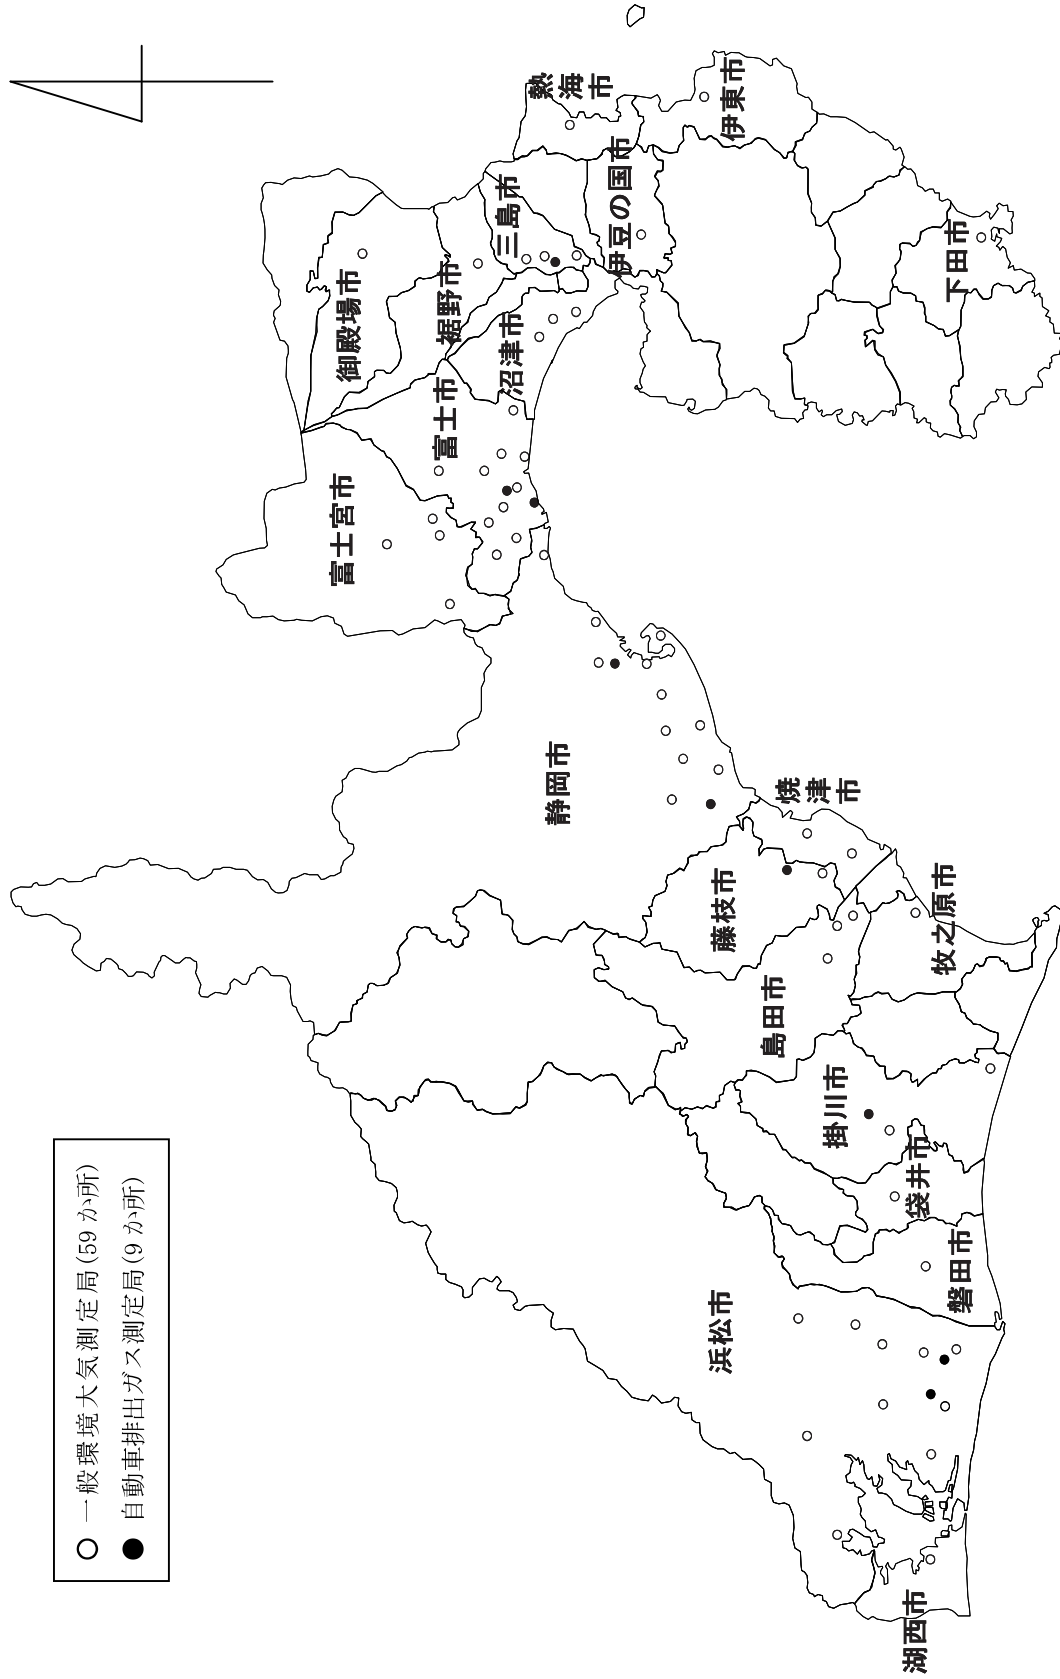 ○ 一般環境大気測定局(59か所)
● 自動車排出ガス測定局(9か所)
御殿場市
裾野市
三島市
熱海市
伊豆の国市
伊東市
下田市
沼津市
富士市
富士宮市
静岡市
焼津市
藤枝市
島田市
牧之原市
掛川市
袋井市
磐田市
浜松市
湖西市